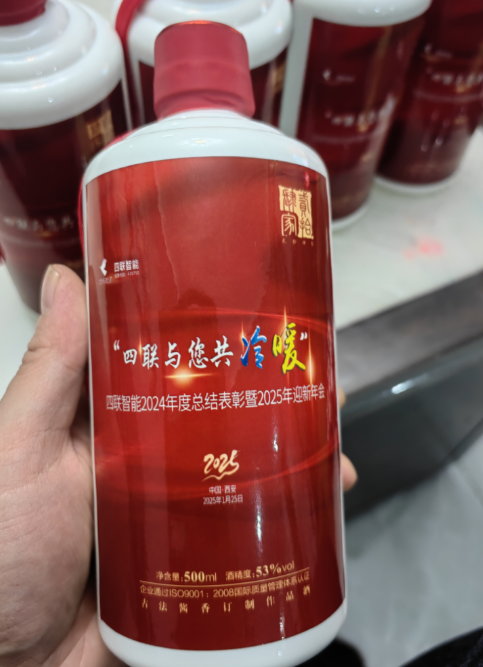 贰拾
肆家
四联智能
“四联与您共冷暖”
四联智能2024年度总结表彰暨2025年迎新年会
2025
中国·西安
2025年1月25日
净含量:500ml 酒精度:53%vol
企业通过ISO9001:2008国际质量管理体系认证
古法酱香订制作品酒